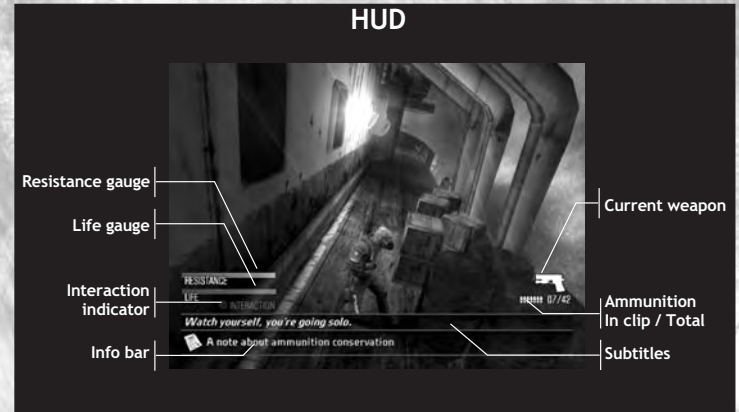 HUD
Resistance gauge
Life gauge
Interaction
indicator
Info bar
Current weapon
Ammunition
In clip / Total
Subtitles
RESISTANCE
LIFE
INTERACTION
07/42
Watch yourself, you're going solo.
A note about ammunition conservation